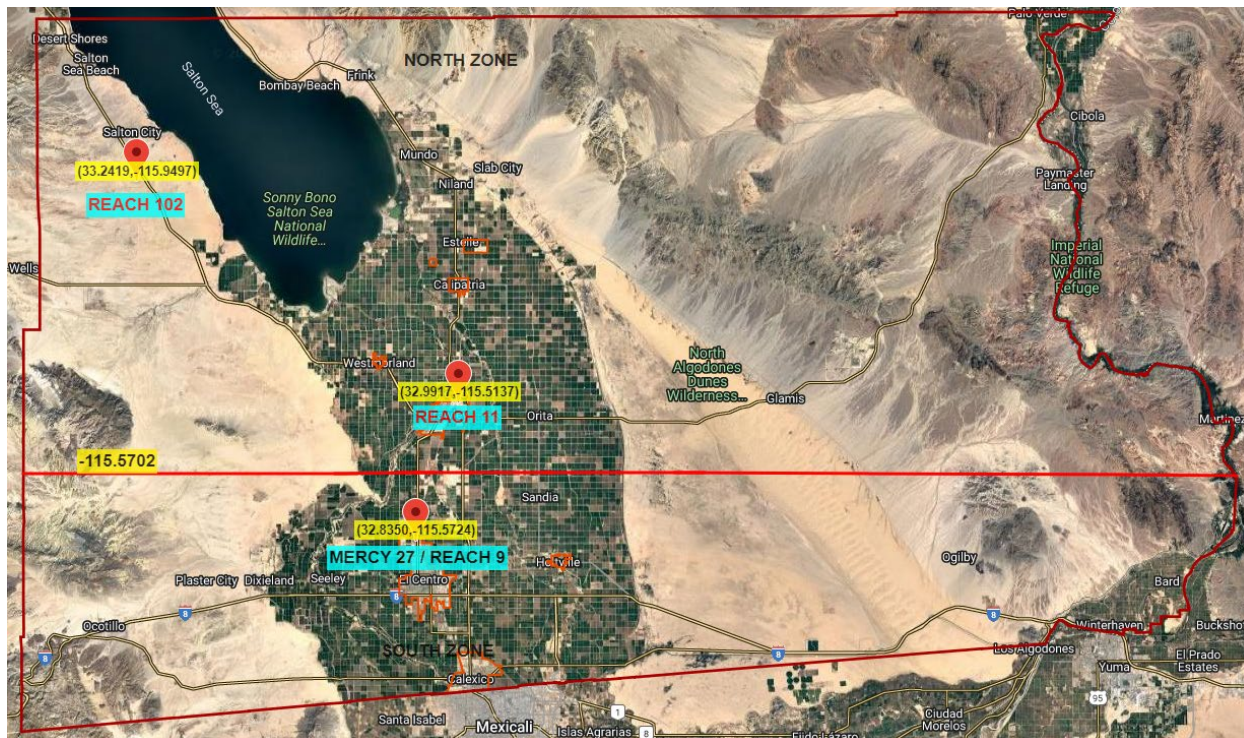 Palo Verde
Desert Shores
Salton
Sea Beach
Salton Sea
NORTH ZONE
Frink
Bombay Beach
Cibola
Salton City
Mundo
(33.2419,-115.9497)
Slab City
Paymaster
Landing
Niland
REACH 102
Sonny Bono
Salton Sea
National
Wildlife...
Estelle
Imperial
National
Wildlife
Refuge
Wells
Calipatria
Westmorland
North
Algodones
Dunes
Wilderness...
(32.9917,-115.5137)
Glamis
REACH 11
Orita
Martinez
-115.5702
Sandia
(32.8350,-115.5724)
MERCY 27 / REACH 9
Holtville
Ogilby
Plaster City
Dixieland
Seeley
El Centro
Bard
8
8
8
Ocotillo
Winterhaven
Buckshot
SOUTH ZONE
Los Algodones
8
8
El Prado
Estates
Yuma
Calexico
95
Santa Isabel
Mexicali
1
Islas Agrarias
8
Ciudad
Morelos
Ejido Lázaro